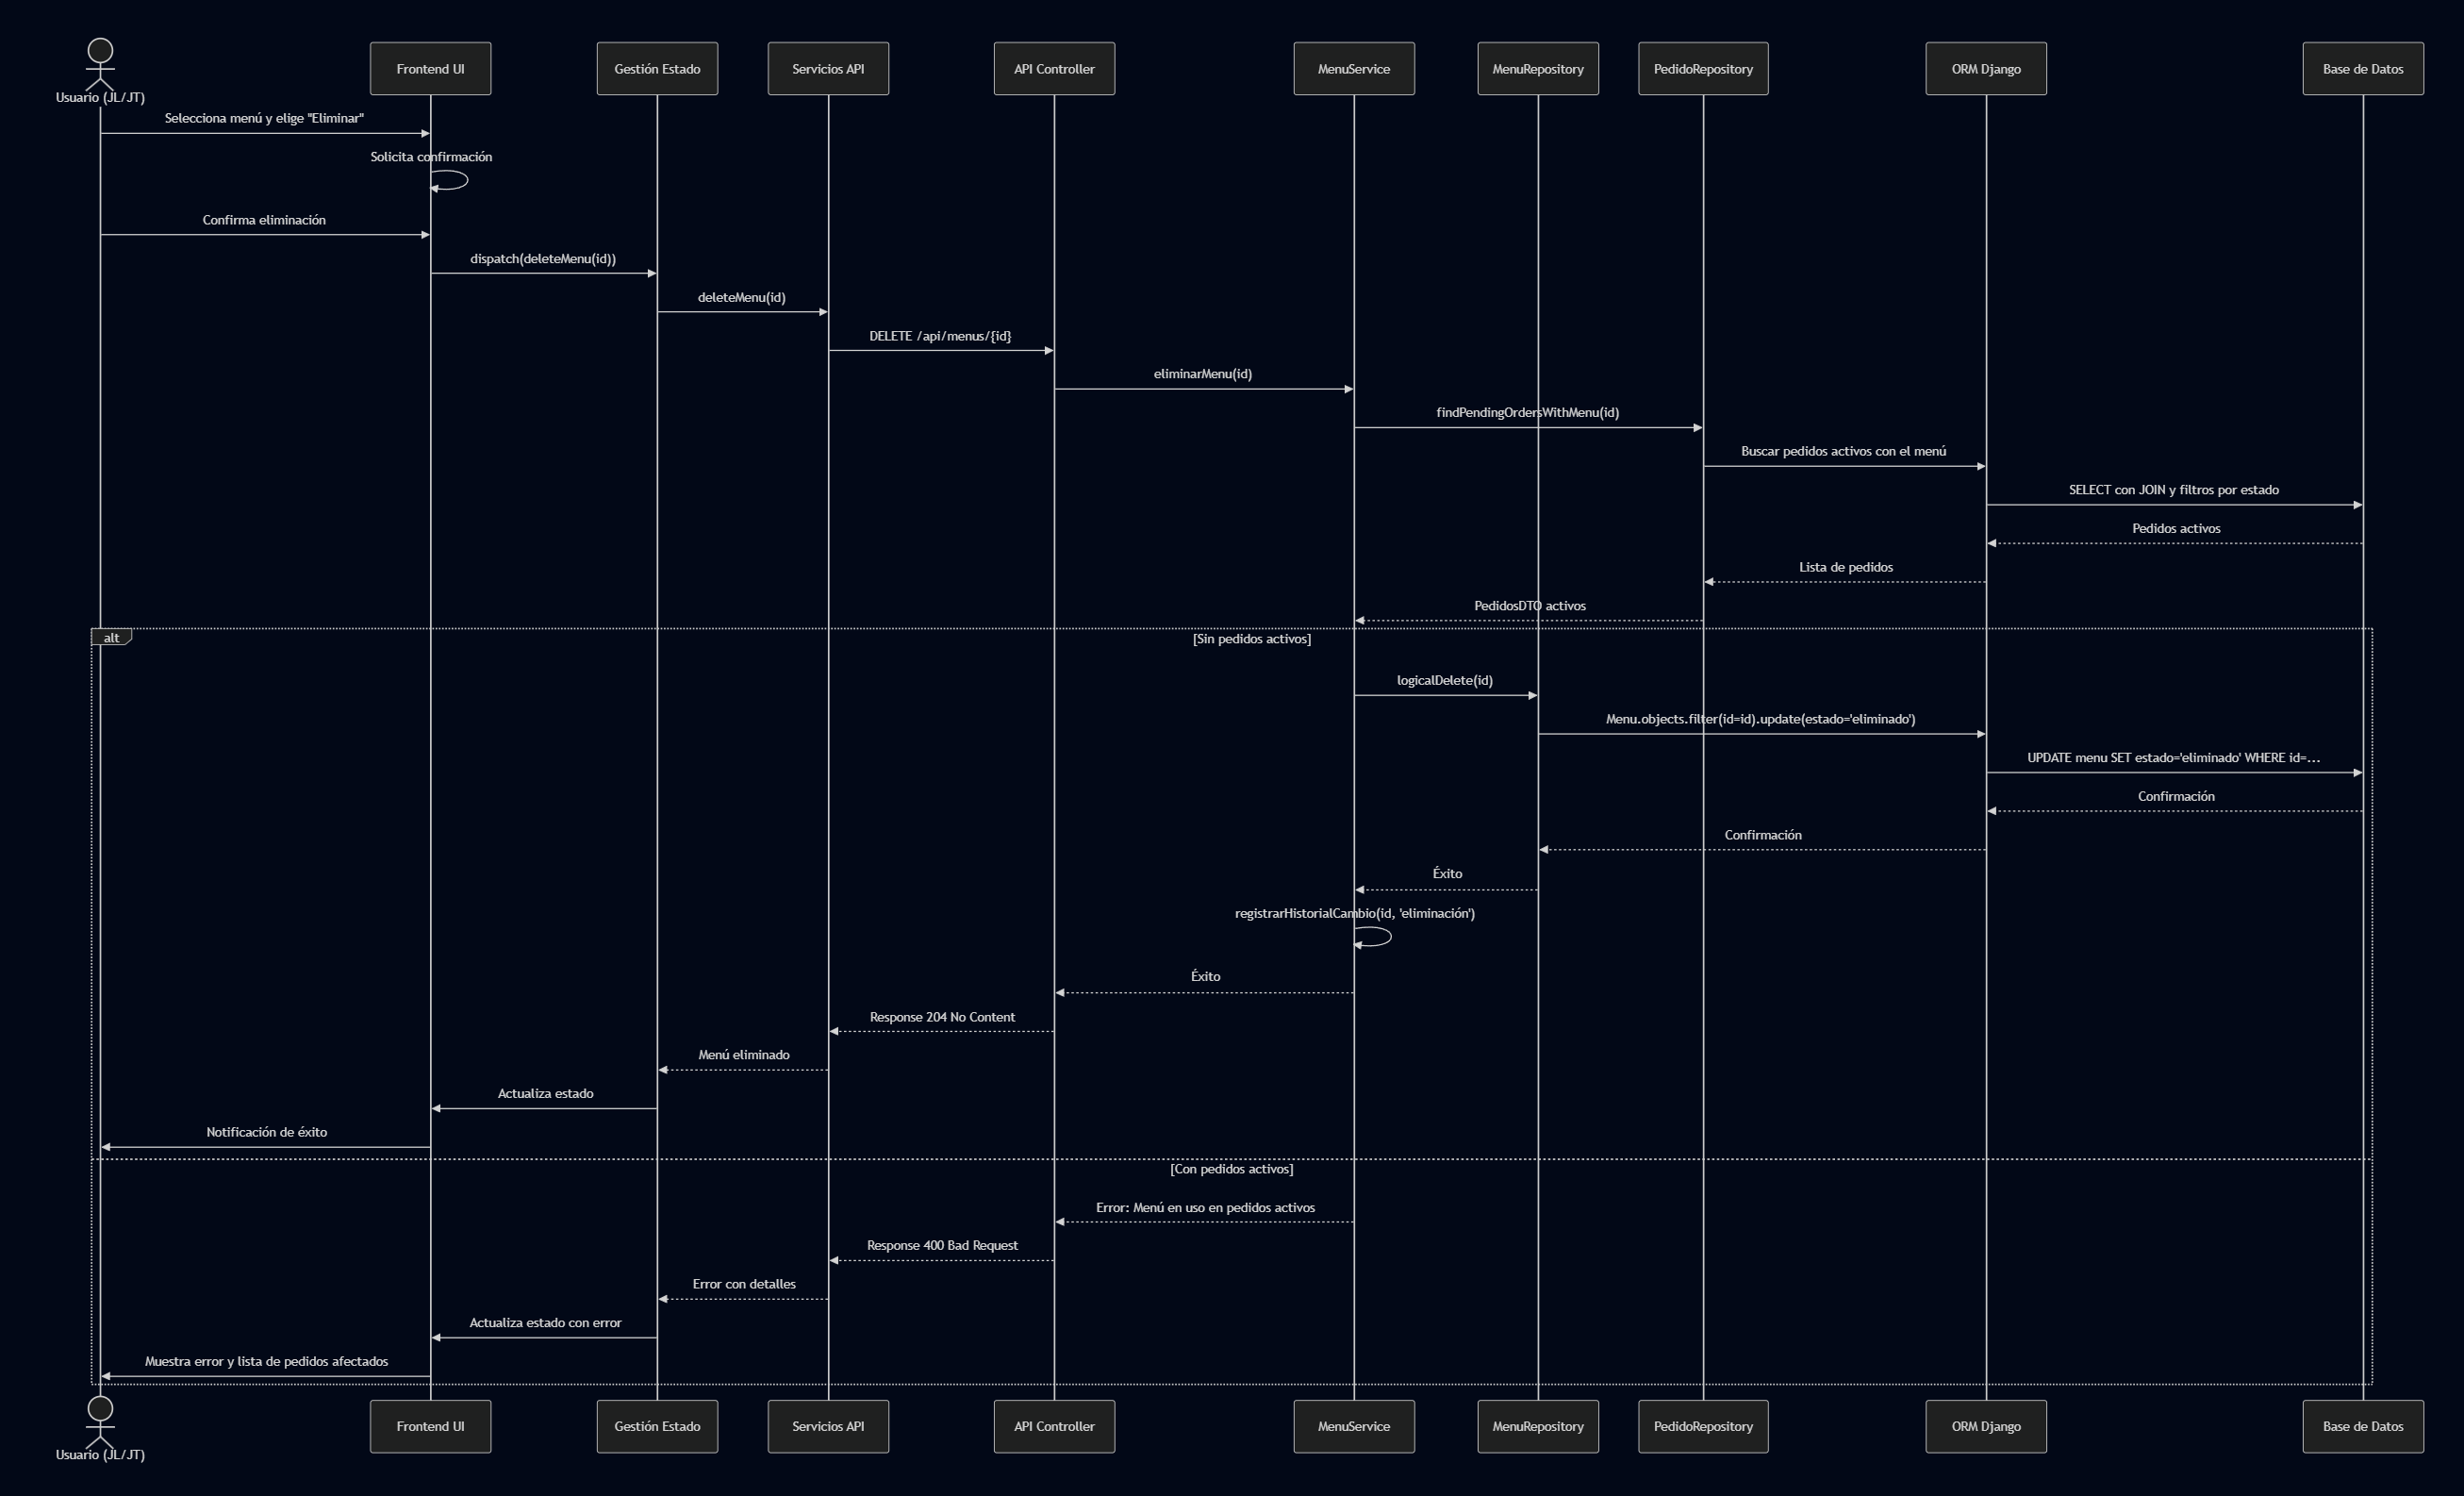 Usuario (JL/JT)
Frontend UI
Gestión Estado
Servicios API
API Controller
MenuService
MenuRepository
PedidoRepository
ORM Django
Base de Datos
Selecciona menú y elige "Eliminar"
Solicita confirmación
Confirma eliminación
dispatch(deleteMenu(id))
deleteMenu(id)
DELETE /api/menus/{id}
eliminarMenu(id)
findPendingOrdersWithMenu(id)
Buscar pedidos activos con el menú
SELECT con JOIN y filtros por estado
Pedidos activos
Lista de pedidos
PedidosDTO activos
alt
[Sin pedidos activos]
logicalDelete(id)
Menu.objects.filter(id=id).update(estado='eliminado')
UPDATE menu SET estado='eliminado' WHERE id=...
Confirmación
Confirmación
Éxito
registrarHistorialCambio(id, 'eliminación')
Éxito
Response 204 No Content
Menú eliminado
Actualiza estado
Notificación de éxito
[Con pedidos activos]
Error: Menú en uso en pedidos activos
Response 400 Bad Request
Error con detalles
Actualiza estado con error
Muestra error y lista de pedidos afectados
Usuario (JL/JT)
Frontend UI
Gestión Estado
Servicios API
API Controller
MenuService
MenuRepository
PedidoRepository
ORM Django
Base de Datos